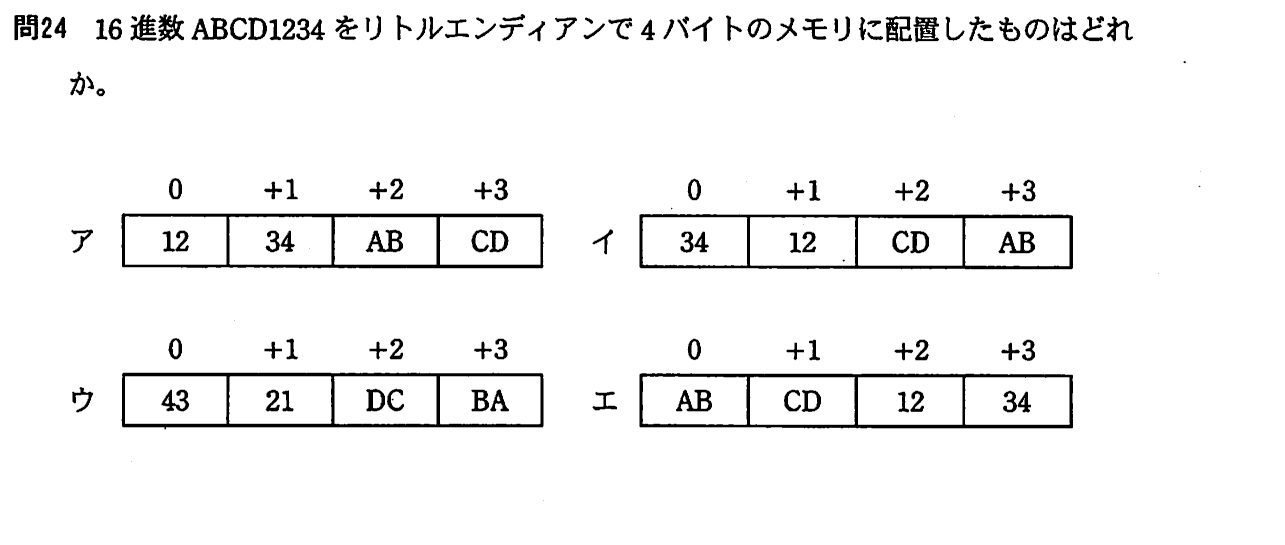 問24 16進数 ABCD1234 をリトルエンディアンで4バイトのメモリに配置したものはどれ
か。
0 +1 +2 +3
ア 12 34 AB CD
0 +1 +2 +3
イ 34 12 CD AB
0 +1 +2 +3
ウ 43 21 DC BA
0 +1 +2 +3
エ AB CD 12 34